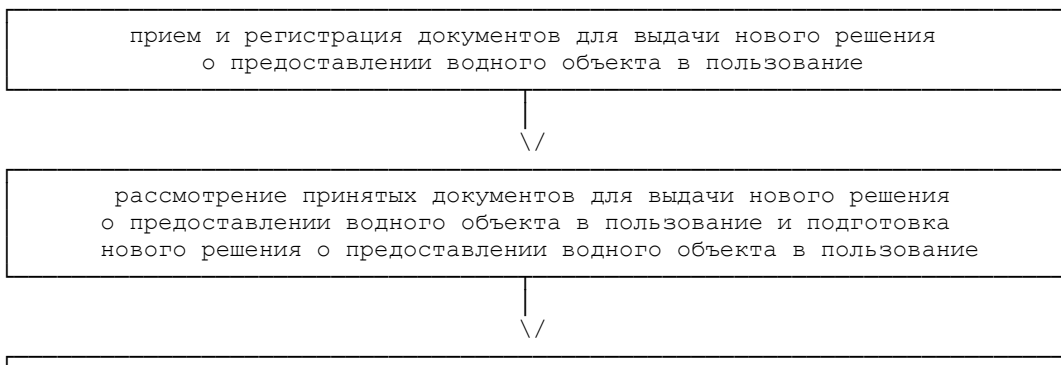 прием и регистрация документов для выдачи нового решения
о предоставлении водного объекта в пользование
\/
рассмотрение принятых документов для выдачи нового решения
о предоставлении водного объекта в пользование и подготовка
нового решения о предоставлении водного объекта в пользование
\/